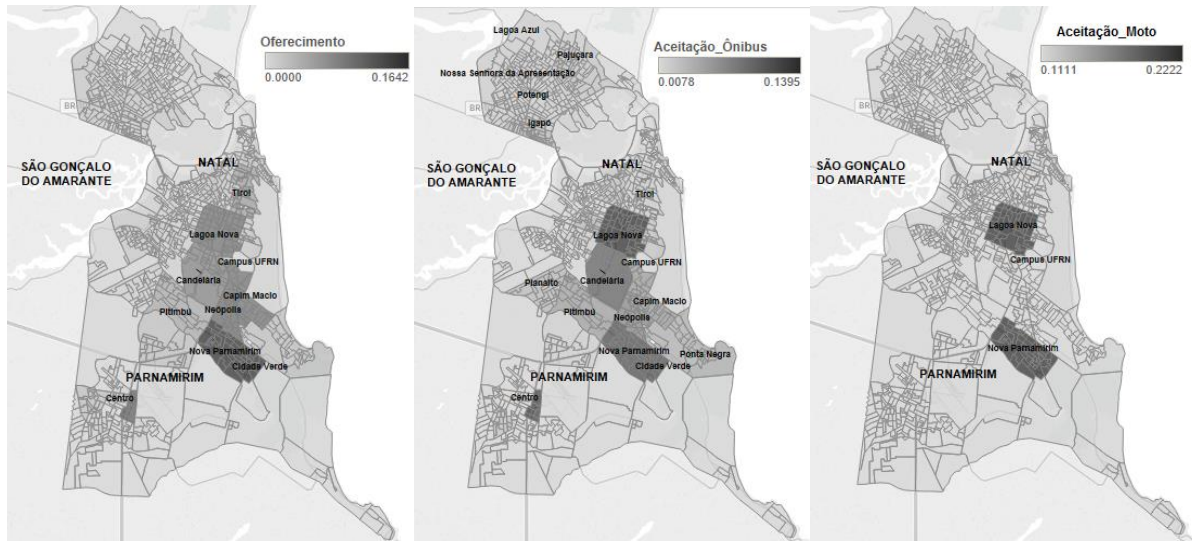 Oferecimento
0.0000 0.1642
BR
NATAL
SÃO GONÇALO
DO AMARANTE
Tirol
Lagoa Nova
Campus UFRN
Candelária
Capim Macio
Pitimbú
Neópolis
Nova Parnamirim
Cidade Verde
PARNAMIRIM
Centro
Aceitação_Ônibus
0.0078 0.1395
Lagoa Azul
Pajuçara
Nossa Senhora da Apresentação
Potengi
BR
Igapó
NATAL
SÃO GONÇALO
DO AMARANTE
Tirol
Lagoa Nova
Campus UFRN
Candelária
Planalto
Capim Macio
Pitimbú
Neópolis
Nova Parnamirim
Ponta Negra
Cidade Verde
PARNAMIRIM
Centro
Aceitação_Moto
0.1111 0.2222
BR
NATAL
SÃO GONÇALO
DO AMARANTE
Lagoa Nova
Campus UFRN
Nova Parnamirim
PARNAMIRIM